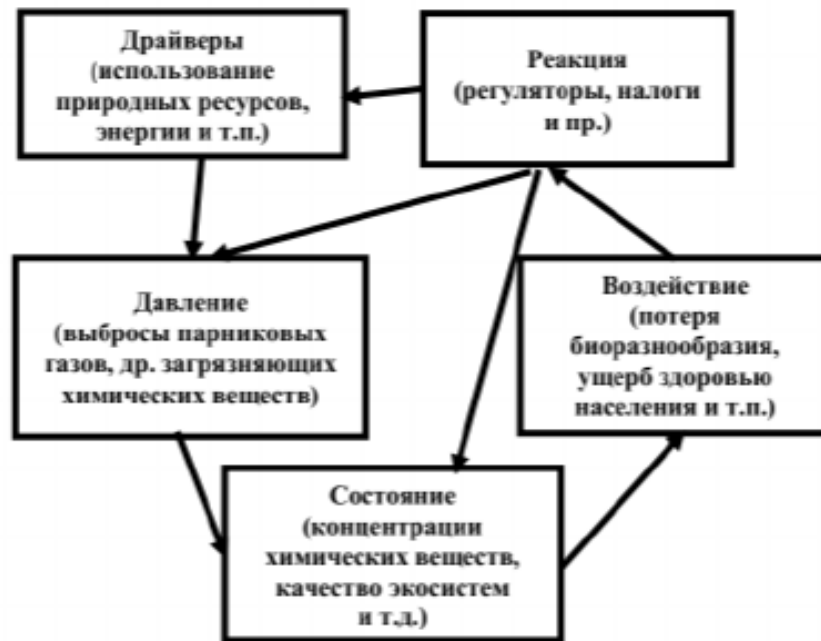 Драйверы
(использование
природных ресурсов,
энергии и т.п.)
Реакция
(регуляторы, налоги
и пр.)
Давление
(выбросы парниковых
газов, др. загрязняющих
химических веществ)
Воздействие
(потеря
биоразнообразия,
ущерб здоровью
населения и т.п.)
Состояние
(концентрации
химических веществ,
качество экосистем
и т.д.)